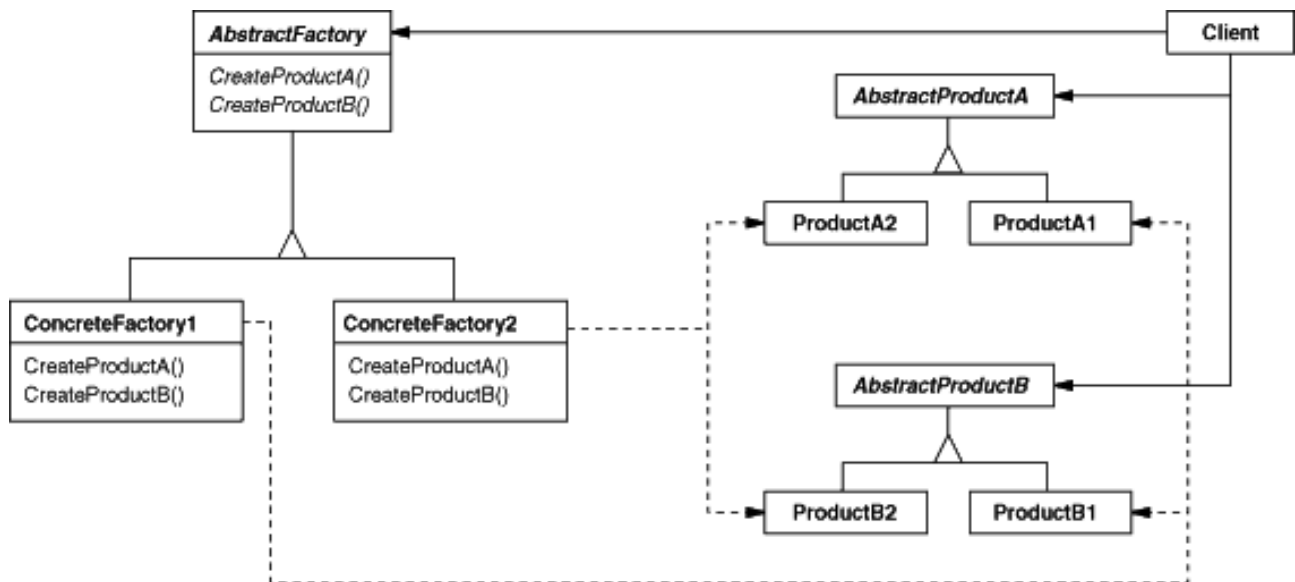 AbstractFactory
CreateProductA()
CreateProductB()
Client
AbstractProductA
ProductA2
ProductA1
ConcreteFactory1
CreateProductA()
CreateProductB()
ConcreteFactory2
CreateProductA()
CreateProductB()
AbstractProductB
ProductB2
ProductB1